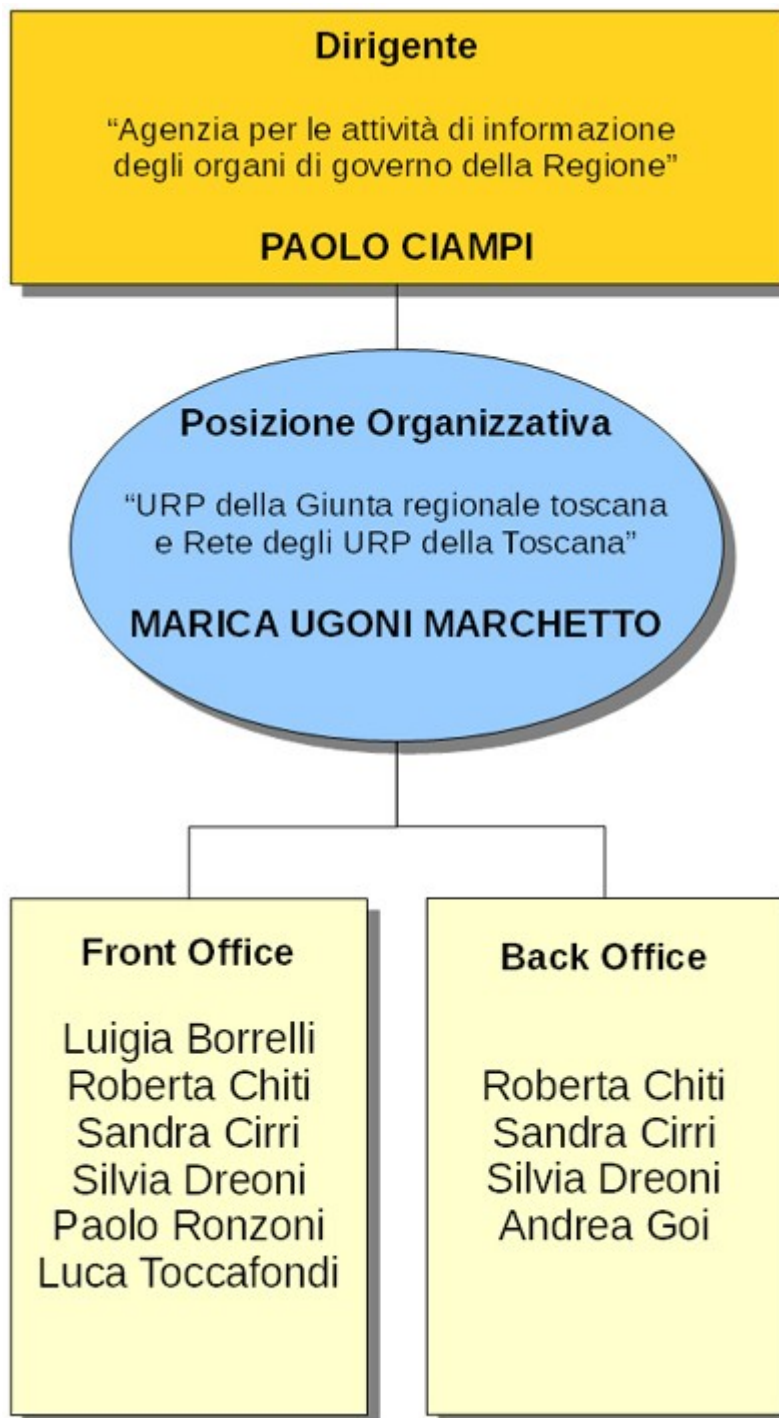 Dirigente
“Agenzia per le attività di informazione
degli organi di governo della Regione”
PAOLO CIAMPI
Posizione Organizzativa
“URP della Giunta regionale toscana
e Rete degli URP della Toscana”
MARICA UGONI MARCHETTO
Front Office
Luigia Borrelli
Roberta Chiti
Sandra Cirri
Silvia Dreoni
Paolo Ronzoni
Luca Toccafondi
Back Office
Roberta Chiti
Sandra Cirri
Silvia Dreoni
Andrea Goi